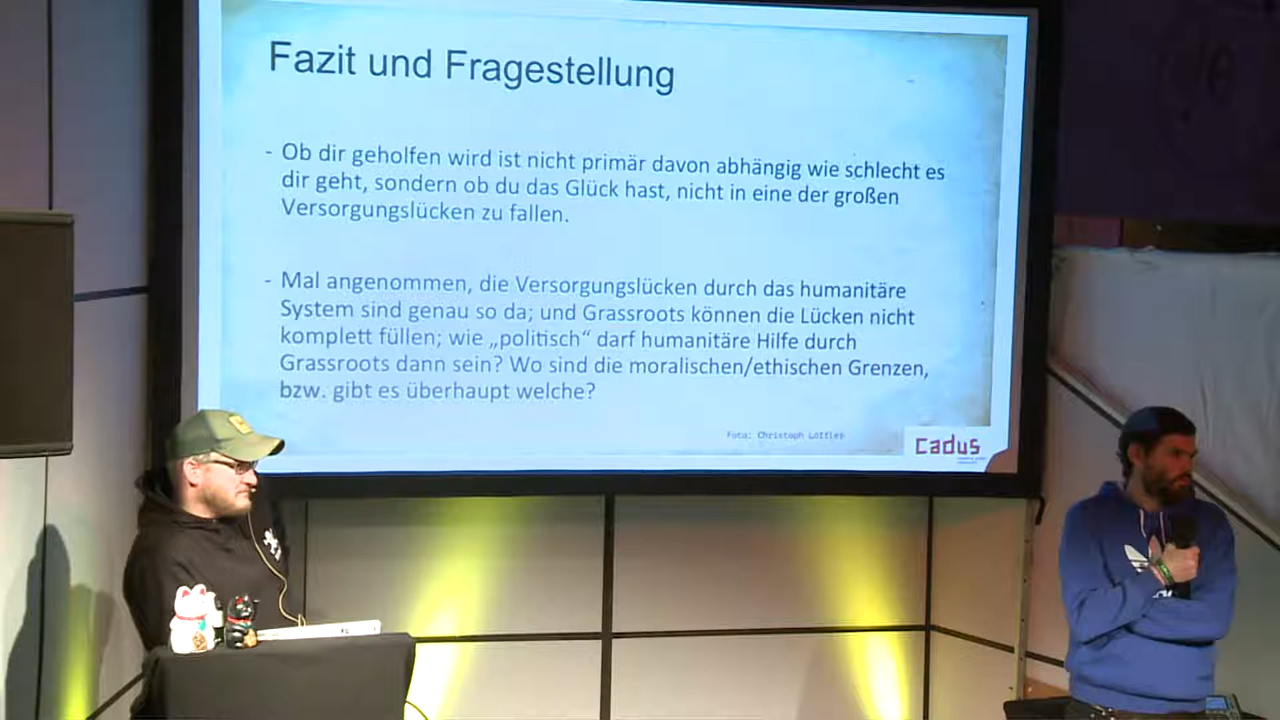 Fazit und Fragestellung
- Ob dir geholfen wird ist nicht primär davon abhängig wie schlecht es
dir geht, sondern ob du das Glück hast, nicht in eine der großen
Versorgungslücken zu fallen.
- Mal angenommen, die Versorgungslücken durch das humanitäre
System sind genau so da; und Grassroots können die Lücken nicht
komplett füllen; wie „politisch“ darf humanitäre Hilfe durch
Grassroots dann sein? Wo sind die moralischen/ethischen Grenzen,
bzw. gibt es überhaupt welche?
Foto: Christoph Löffler
Cadus